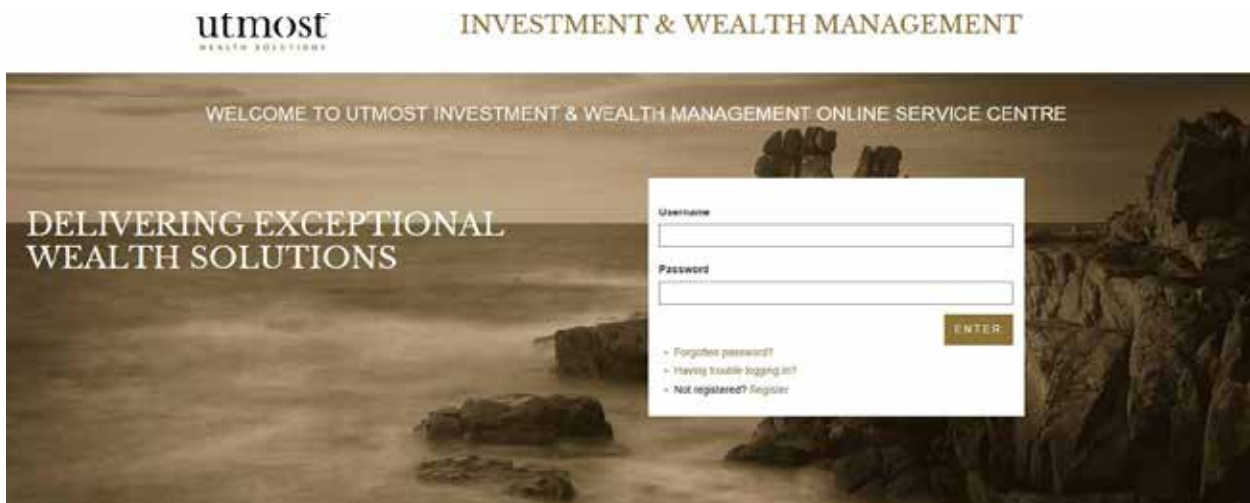 utmost
WEALTH SOLUTIONS
INVESTMENT & WEALTH MANAGEMENT
WELCOME TO UTMOST INVESTMENT & WEALTH MANAGEMENT ONLINE SERVICE CENTRE
DELIVERING EXCEPTIONAL
WEALTH SOLUTIONS
Username
Password
ENTER
Forgotten password?
Having trouble logging in?
Not registered? Register